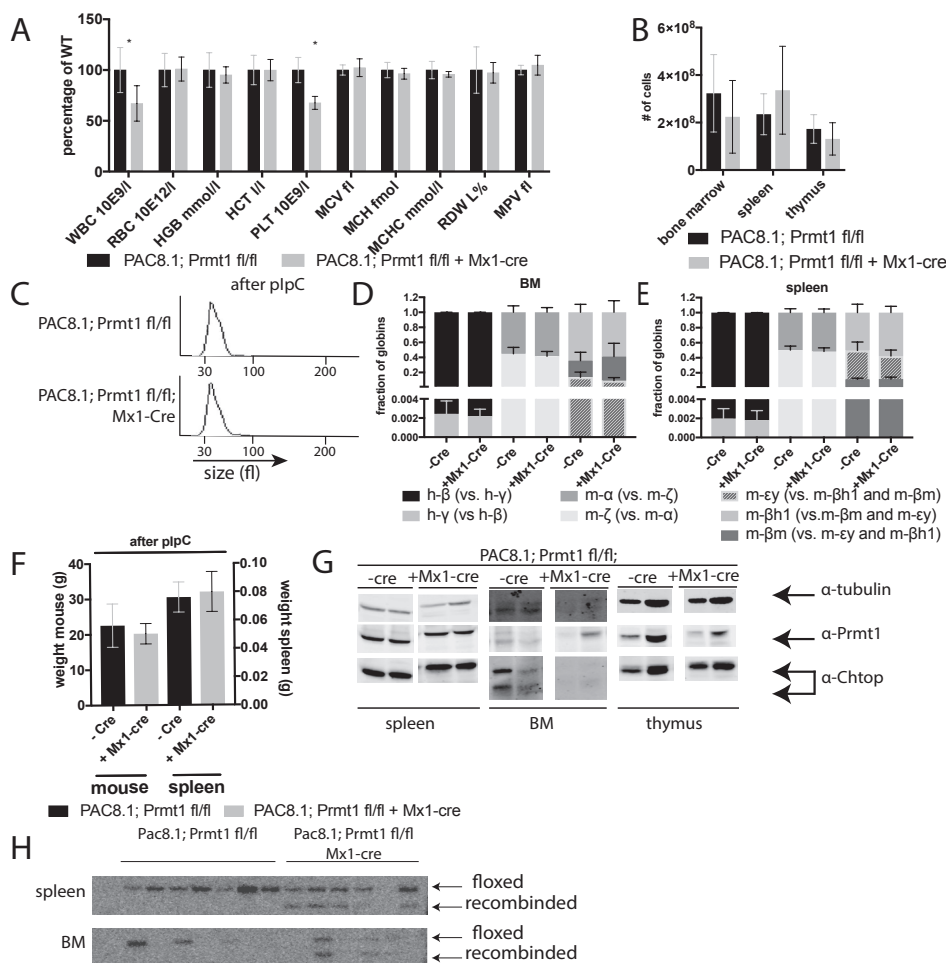 A
percentage of WT
150
100
50
0
*
*
WBC 10E9/l
RBC 10E12/l
HGB mmol/l
HCT l/l
PLT 10E9/l
MCV fl
MCH fmol
MCHC mmol/l
RDW L%
MPV fl
PAC8.1; Prmt1 fl/fl
PAC8.1; Prmt1 fl/fl + Mx1-cre
B
# of cells
6×10⁸
4×10⁸
2×10⁸
0
bone marrow
spleen
thymus
PAC8.1; Prmt1 fl/fl
PAC8.1; Prmt1 fl/fl + Mx1-cre
C
after pIpC
PAC8.1; Prmt1 fl/fl
30 100 200
PAC8.1; Prmt1 fl/fl;
Mx1-Cre
30 100 200
size (fl)
D
BM
fraction of globins
1.0
0.8
0.6
0.4
0.2
0.004
0.002
0.000
-Cre
+Mx1-Cre
-Cre
+Mx1-Cre
-Cre
+Mx1-Cre
E
spleen
fraction of globins
1.0
0.8
0.6
0.4
0.2
0.004
0.002
0.000
-Cre
+Mx1-Cre
-Cre
+Mx1-Cre
-Cre
+Mx1-Cre
h-β (vs. h-γ)
h-γ (vs h-β)
m-α (vs. m-ζ)
m-ζ (vs. m-α)
m-εy (vs. m-βh1 and m-βm)
m-βh1 (vs.m-βm and m-εy)
m-βm (vs. m-εy and m-βh1)
F
after pIpC
weight mouse (g)
40
30
20
10
0
weight spleen (g)
0.10
0.08
0.06
0.04
0.02
0.00
- Cre
+ Mx1-cre
- Cre
+ Mx1-cre
mouse spleen
PAC8.1; Prmt1 fl/fl
PAC8.1; Prmt1 fl/fl + Mx1-cre
G
PAC8.1; Prmt1 fl/fl;
-cre +Mx1-cre -cre +Mx1-cre -cre +Mx1-cre
α-tubulin
α-Prmt1
α-Chtop
spleen BM thymus
H
Pac8.1; Prmt1 fl/fl
Pac8.1; Prmt1 fl/fl
Mx1-cre
spleen
floxed
recombinded
BM
floxed
recombinded